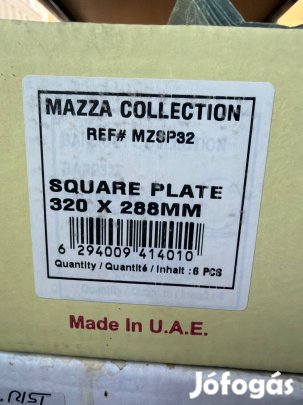 MAZZA COLLECTION
REF# MZSP32
SQUARE PLATE
320 X 288MM
6 294009 414010
Quantity / Quantité / Inhalt : 6 PCS
Made In U.A.E.
RIST
Jófogás